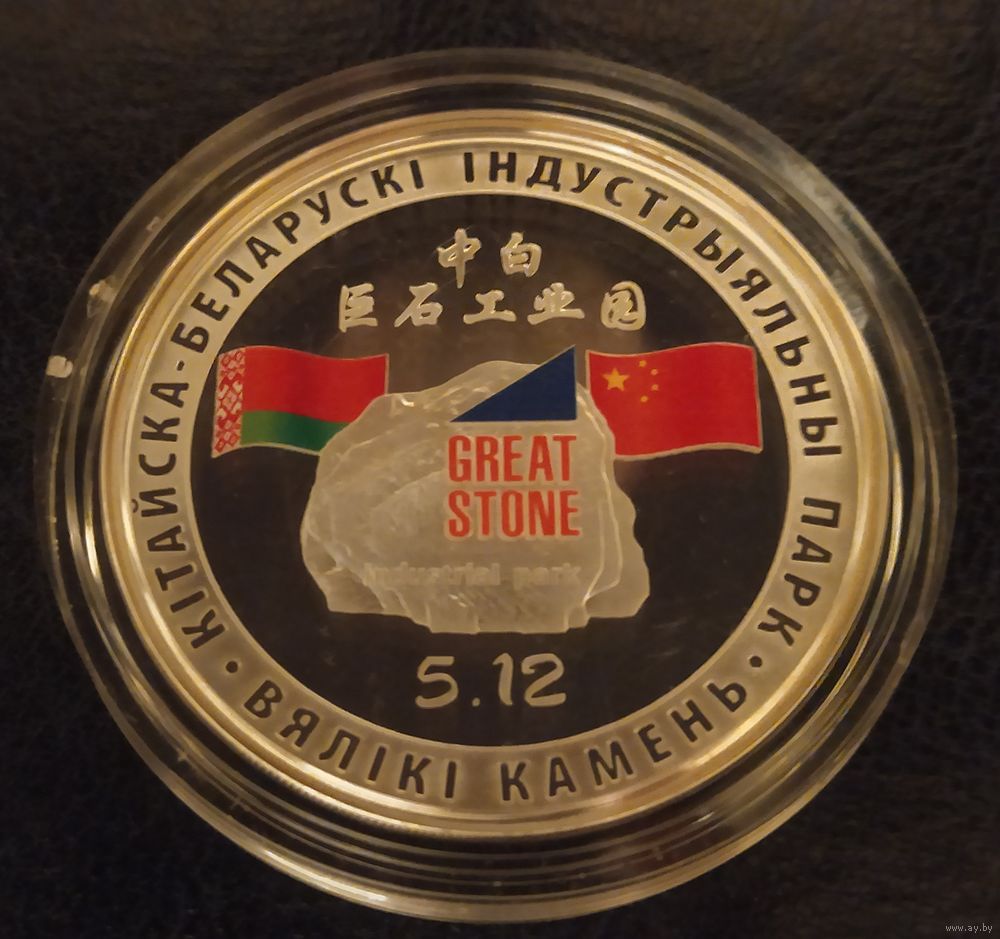 КІТАЙСКА-БЕЛАРУСКІ ІНДУСТРЫЯЛЬНЫ ПАРК
中白
巨石工业园
GREAT
STONE
industrial park
5.12
• ВЯЛІКІ КАМЕНЬ •
www.ay.by